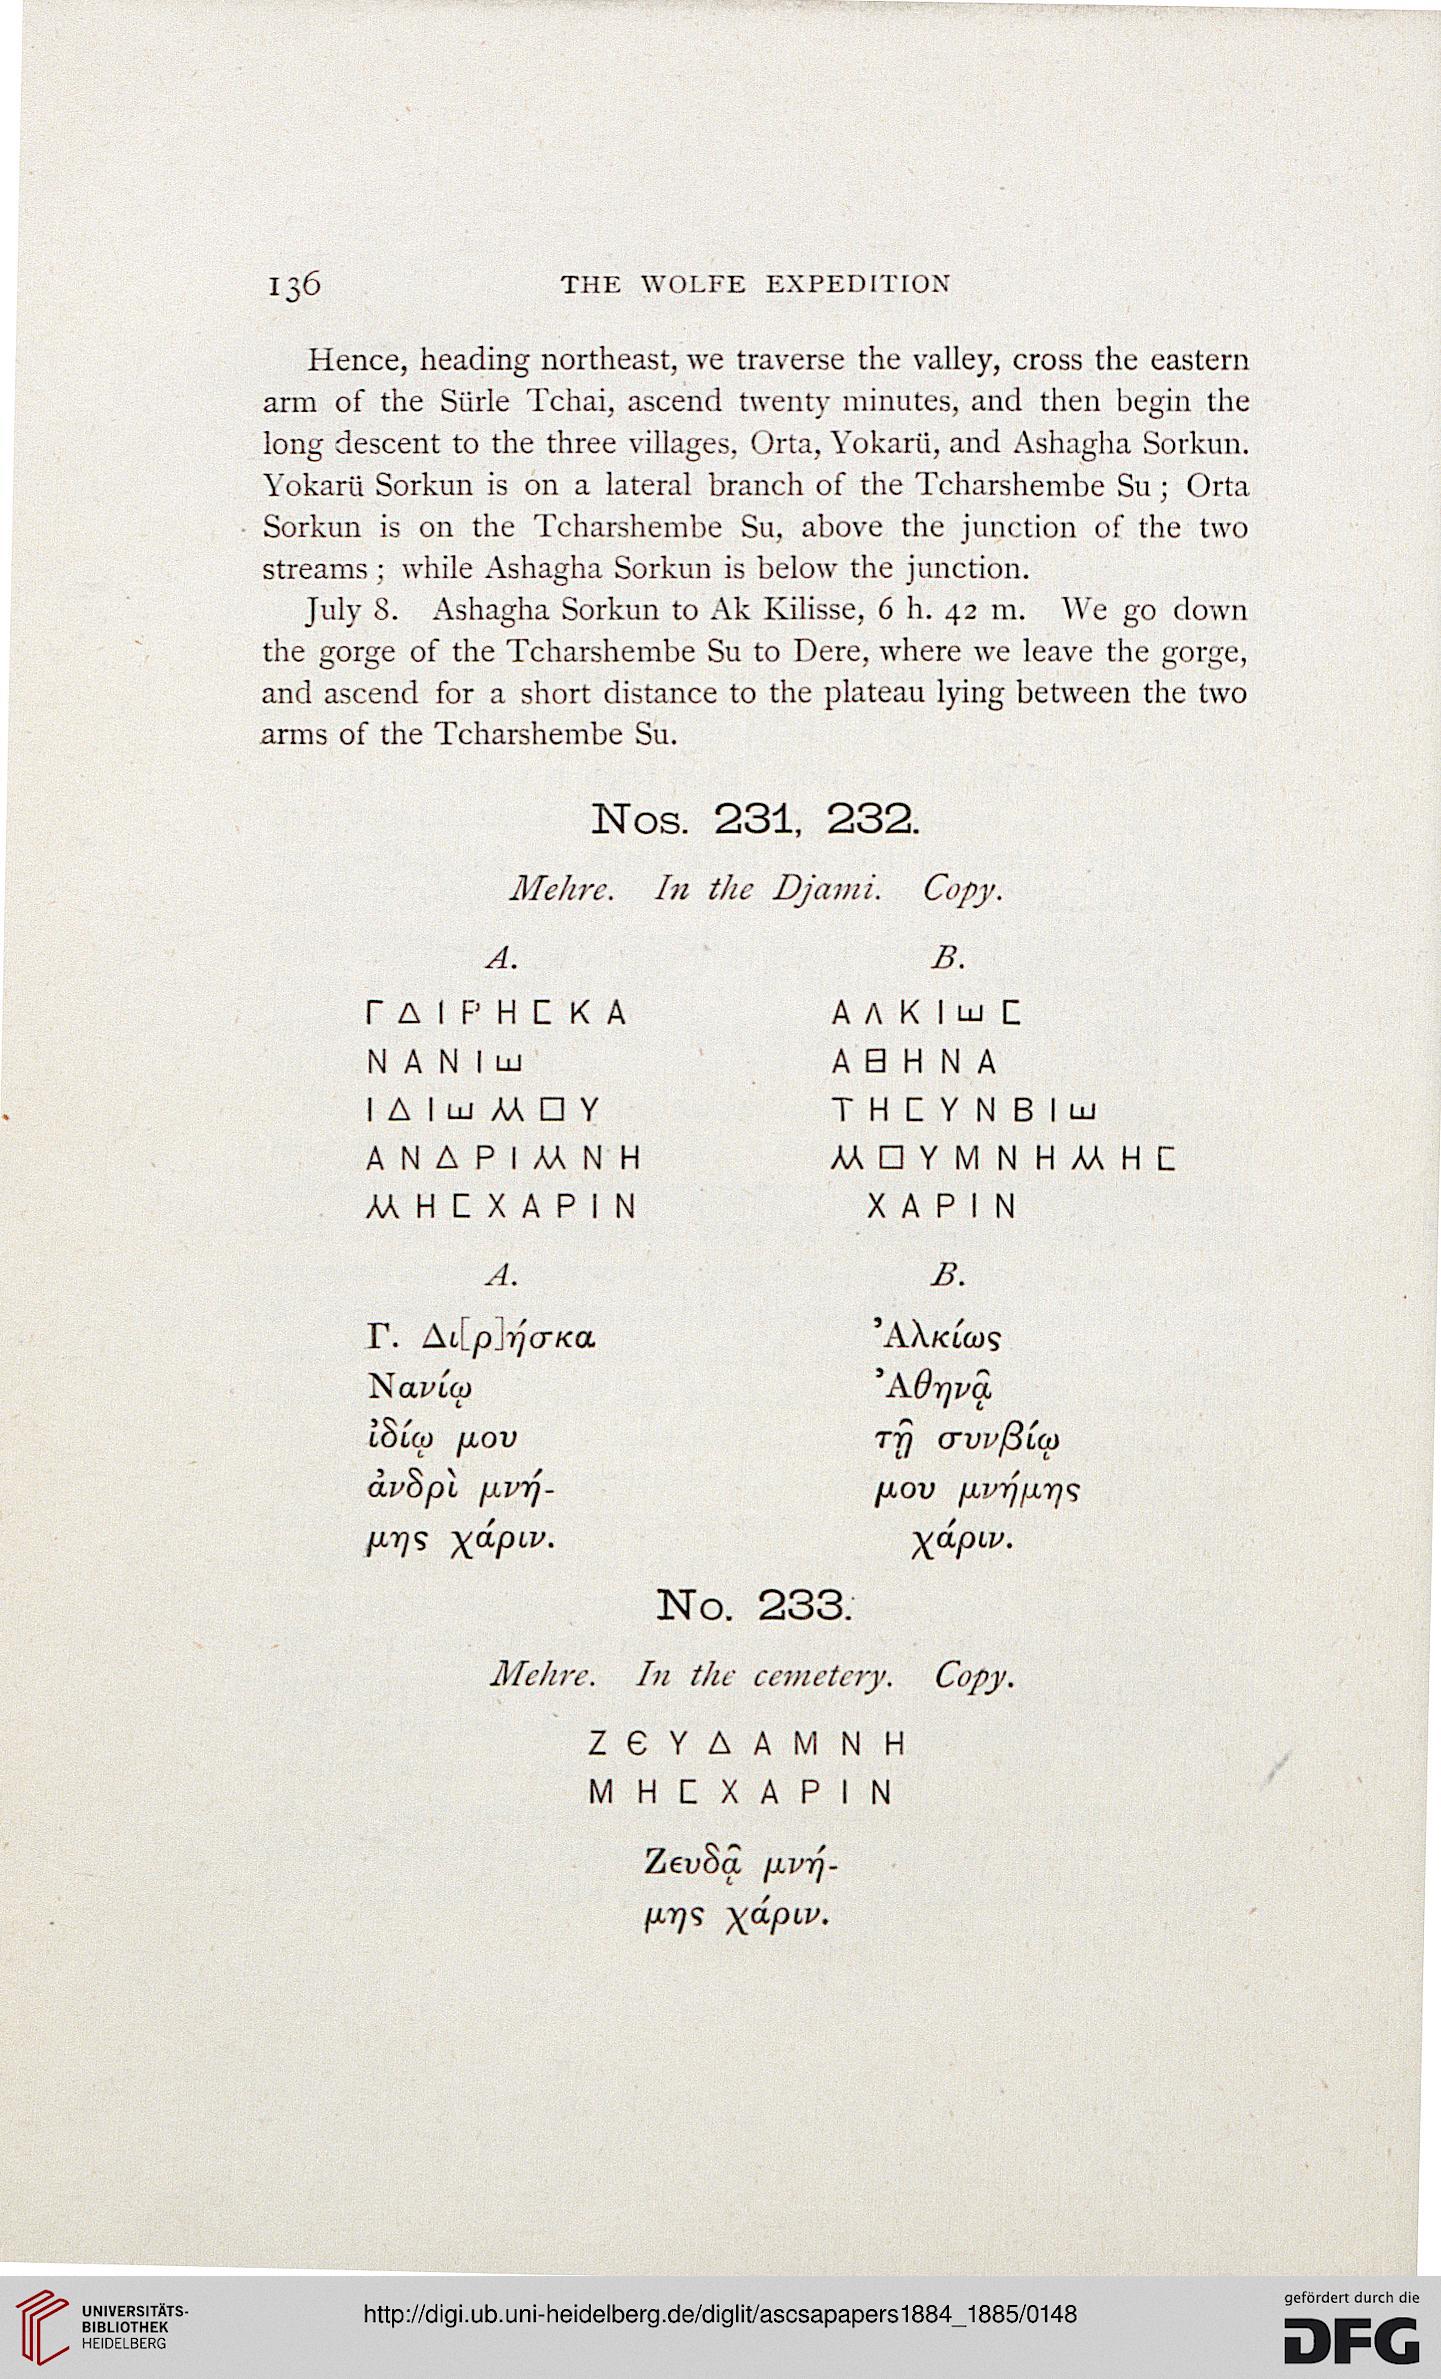 136 THE WOLFE EXPEDITION
Hence, heading northeast, we traverse the valley, cross the eastern
arm of the Sürle Tchai, ascend twenty minutes, and then begin the
long descent to the three villages, Orta, Yokarü, and Ashagha Sorkun.
Yokarü Sorkun is on a lateral branch of the Tcharshembe Su; Orta
Sorkun is on the Tcharshembe Su, above the junction of the two
streams; while Ashagha Sorkun is below the junction.
July 8. Ashagha Sorkun to Ak Kilisse, 6 h. 42 m. We go down
the gorge of the Tcharshembe Su to Dere, where we leave the gorge,
and ascend for a short distance to the plateau lying between the two
arms of the Tcharshembe Su.
Nos. 231, 232.
Mehre. In the Djami. Copy.
A.
ΓΔΙΡΗϹΚΑ
ΝΑΝΙω
ΙΔΙωΜΟΥ
ΑΝΔΡΙΜΝΗ
ΜΗϹΧΑΡΙΝ
B.
ΑΛΚΙωϹ
ΑΘΗΝΑ
ΤΗϹΥΝΒΙω
ΜΟΥΜΝΗΜΗϹ
ΧΑΡΙΝ
A.
Γ. Δι[ρ]ήσκα
Νανίῳ
ἰδίῳ μου
ἀνδρὶ μνή-
μης χάριν.
B.
Ἀλκίως
Ἀθηνᾷ
τῇ συνβίῳ
μου μνήμης
χάριν.
No. 233.
Mehre. In the cemetery. Copy.
ΖЄΥΔΑΜΝΗ
ΜΗϹΧΑΡΙΝ
Ζευδᾷ μνή-
μης χάριν.
UNIVERSITÄTS-
BIBLIOTHEK
HEIDELBERG
http://digi.ub.uni-heidelberg.de/diglit/ascsapapers1884_1885/0148
gefördert durch die
DFG